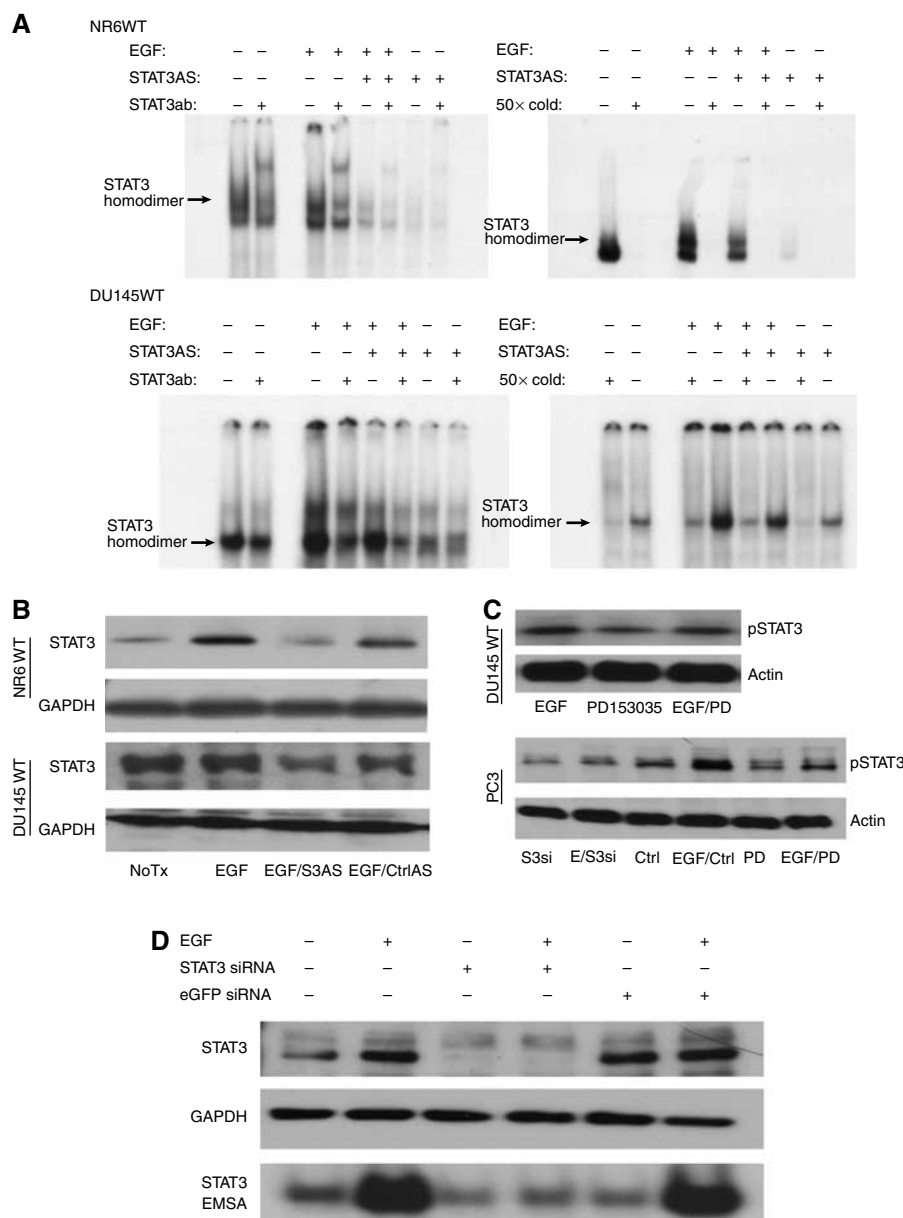 A
NR6WT
EGF: – – + + + + – –
STAT3AS: – – – – + + + +
STAT3ab: – + – + – + – +
STAT3
homodimer
EGF: – – + + + + – –
STAT3AS: – – – – + + + +
50× cold: – + – + – + – +
STAT3
homodimer
DU145WT
EGF: – – + + + + – –
STAT3AS: – – – – + + + +
STAT3ab: – + – + – + – +
STAT3
homodimer
EGF: – – + + + + – –
STAT3AS: – – – – + + + +
50× cold: + – + – + – + –
STAT3
homodimer
B
NR6 WT
STAT3
GAPDH
DU145 WT
STAT3
GAPDH
NoTx EGF EGF/S3AS EGF/CtrlAS
C
DU145 WT
pSTAT3
Actin
EGF PD153035 EGF/PD
PC3
pSTAT3
Actin
S3si E/S3si Ctrl EGF/Ctrl PD EGF/PD
D
EGF – + – + – +
STAT3 siRNA – – + + – –
eGFP siRNA – – – – + +
STAT3
GAPDH
STAT3
EMSA